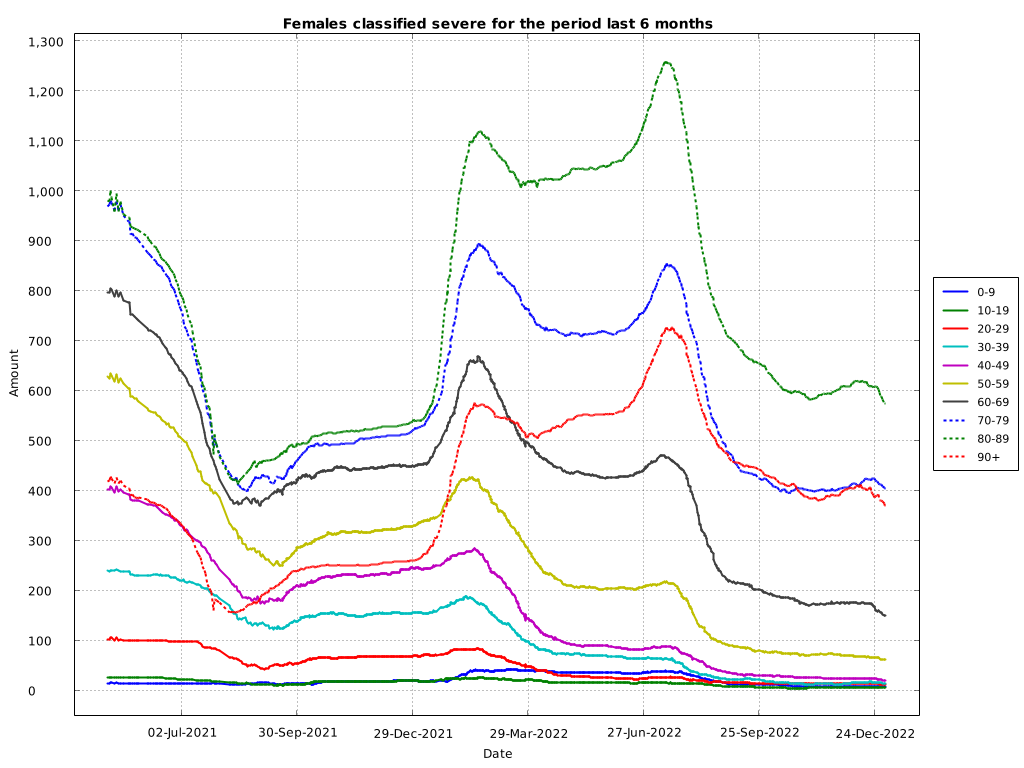 Females classified severe for the period last 6 months
1,300
1,200
1,100
1,000
900
800
700
600
500
400
300
200
100
0
Amount
02-Jul-2021
30-Sep-2021
29-Dec-2021
29-Mar-2022
27-Jun-2022
25-Sep-2022
24-Dec-2022
Date
0-9
10-19
20-29
30-39
40-49
50-59
60-69
70-79
80-89
90+